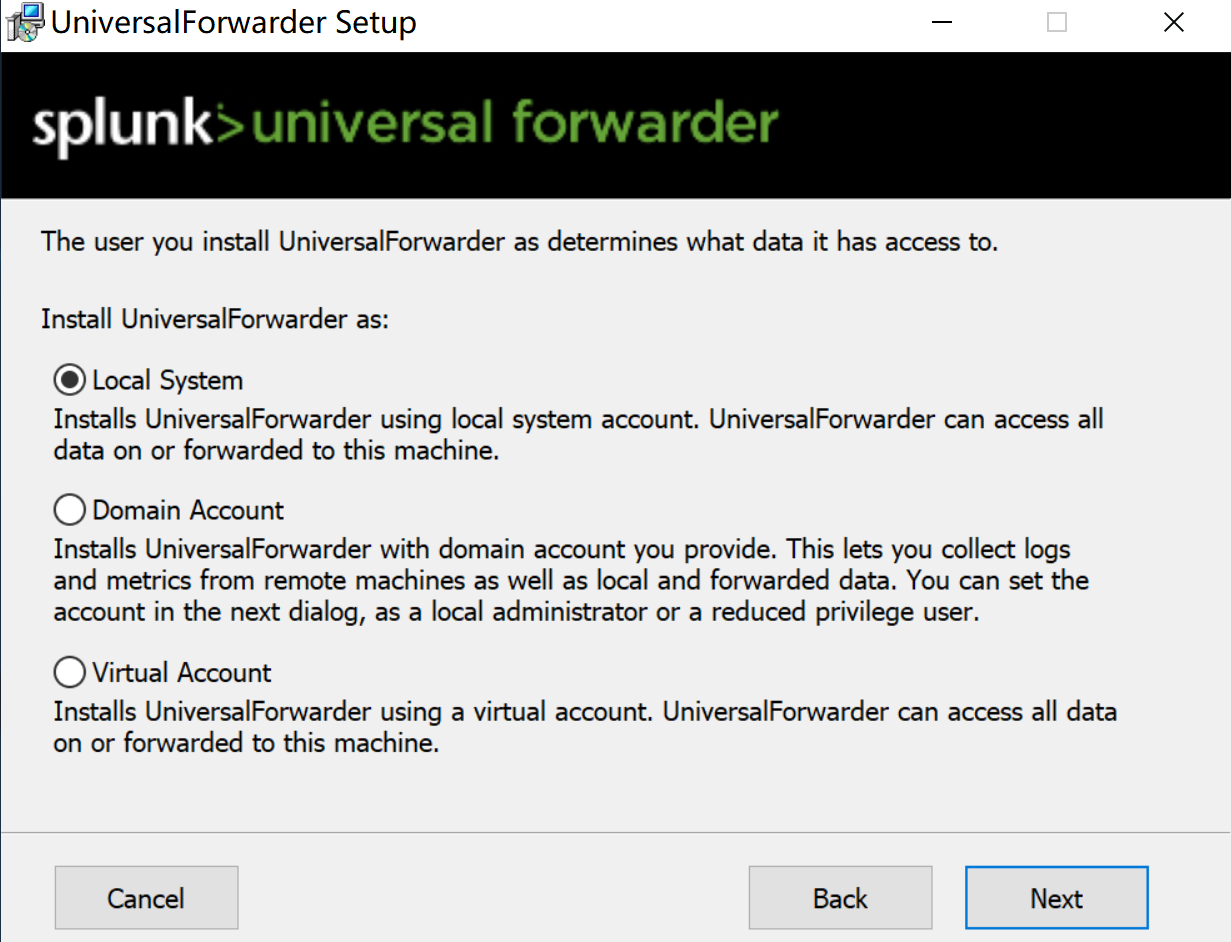 UniversalForwarder Setup
splunk>universal forwarder
The user you install UniversalForwarder as determines what data it has access to.
Install UniversalForwarder as:
Local System
Installs UniversalForwarder using local system account. UniversalForwarder can access all
data on or forwarded to this machine.
Domain Account
Installs UniversalForwarder with domain account you provide. This lets you collect logs
and metrics from remote machines as well as local and forwarded data. You can set the
account in the next dialog, as a local administrator or a reduced privilege user.
Virtual Account
Installs UniversalForwarder using a virtual account. UniversalForwarder can access all data
on or forwarded to this machine.
Cancel Back Next